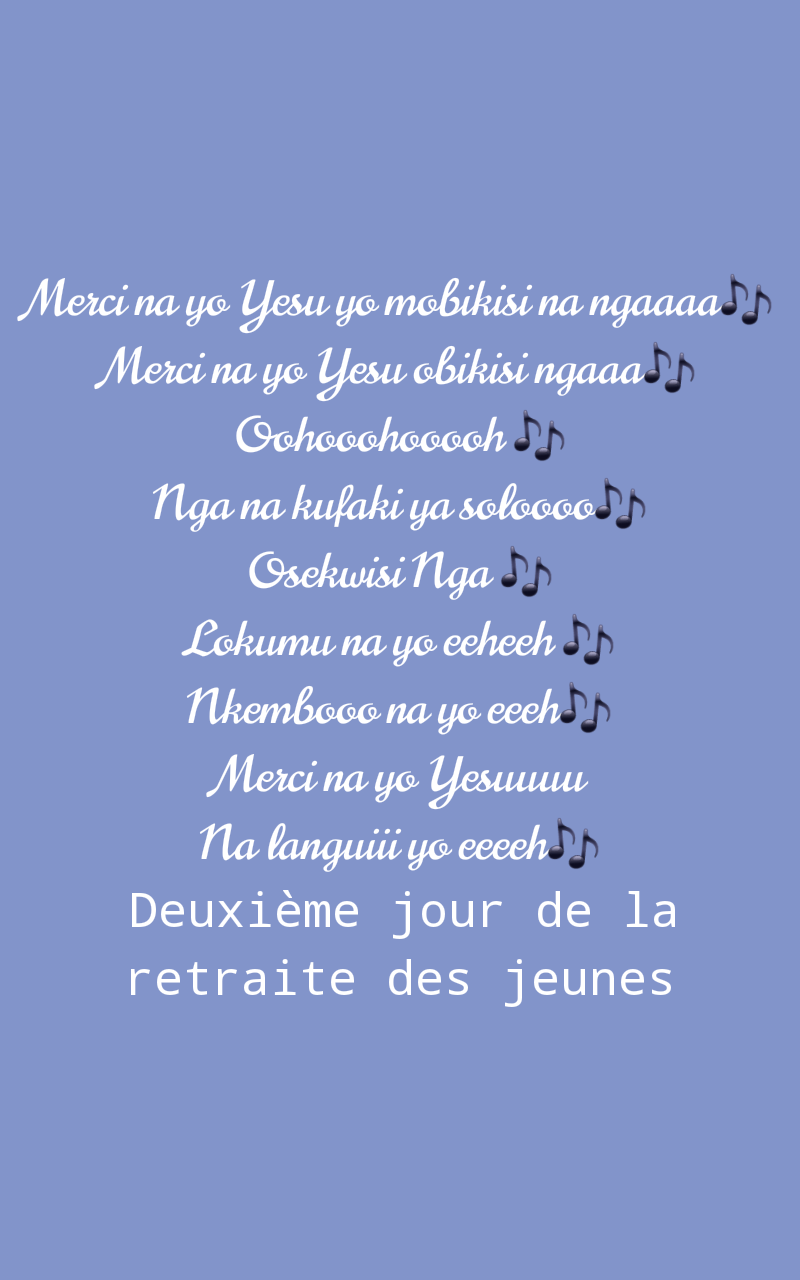 Merci na yo Yesu yo mobikisi na ngaaaa🎶
Merci na yo Yesu obikisi ngaaa🎶
Oohooohooooh 🎶
Nga na kufaki ya soloooo🎶
Osekwisi Nga 🎶
Lokumu na yo eeheeh 🎶
Nkembooo na yo eeeh🎶
Merci na yo Yesuuuu
Na languiii yo eeeeh🎶
Deuxième jour de la
retraite des jeunes